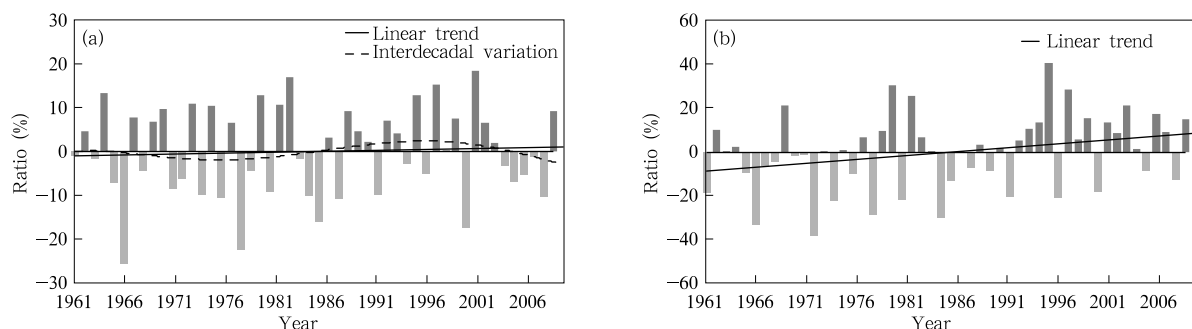 (a)
Linear trend
Interdecadal variation
30
20
10
0
−10
−20
−30
Ratio (%)
1961 1966 1971 1976 1981 1986 1991 1996 2001 2006
Year
(b)
Linear trend
60
40
20
0
−20
−40
−60
Ratio (%)
1961 1966 1971 1976 1981 1986 1991 1996 2001 2006
Year